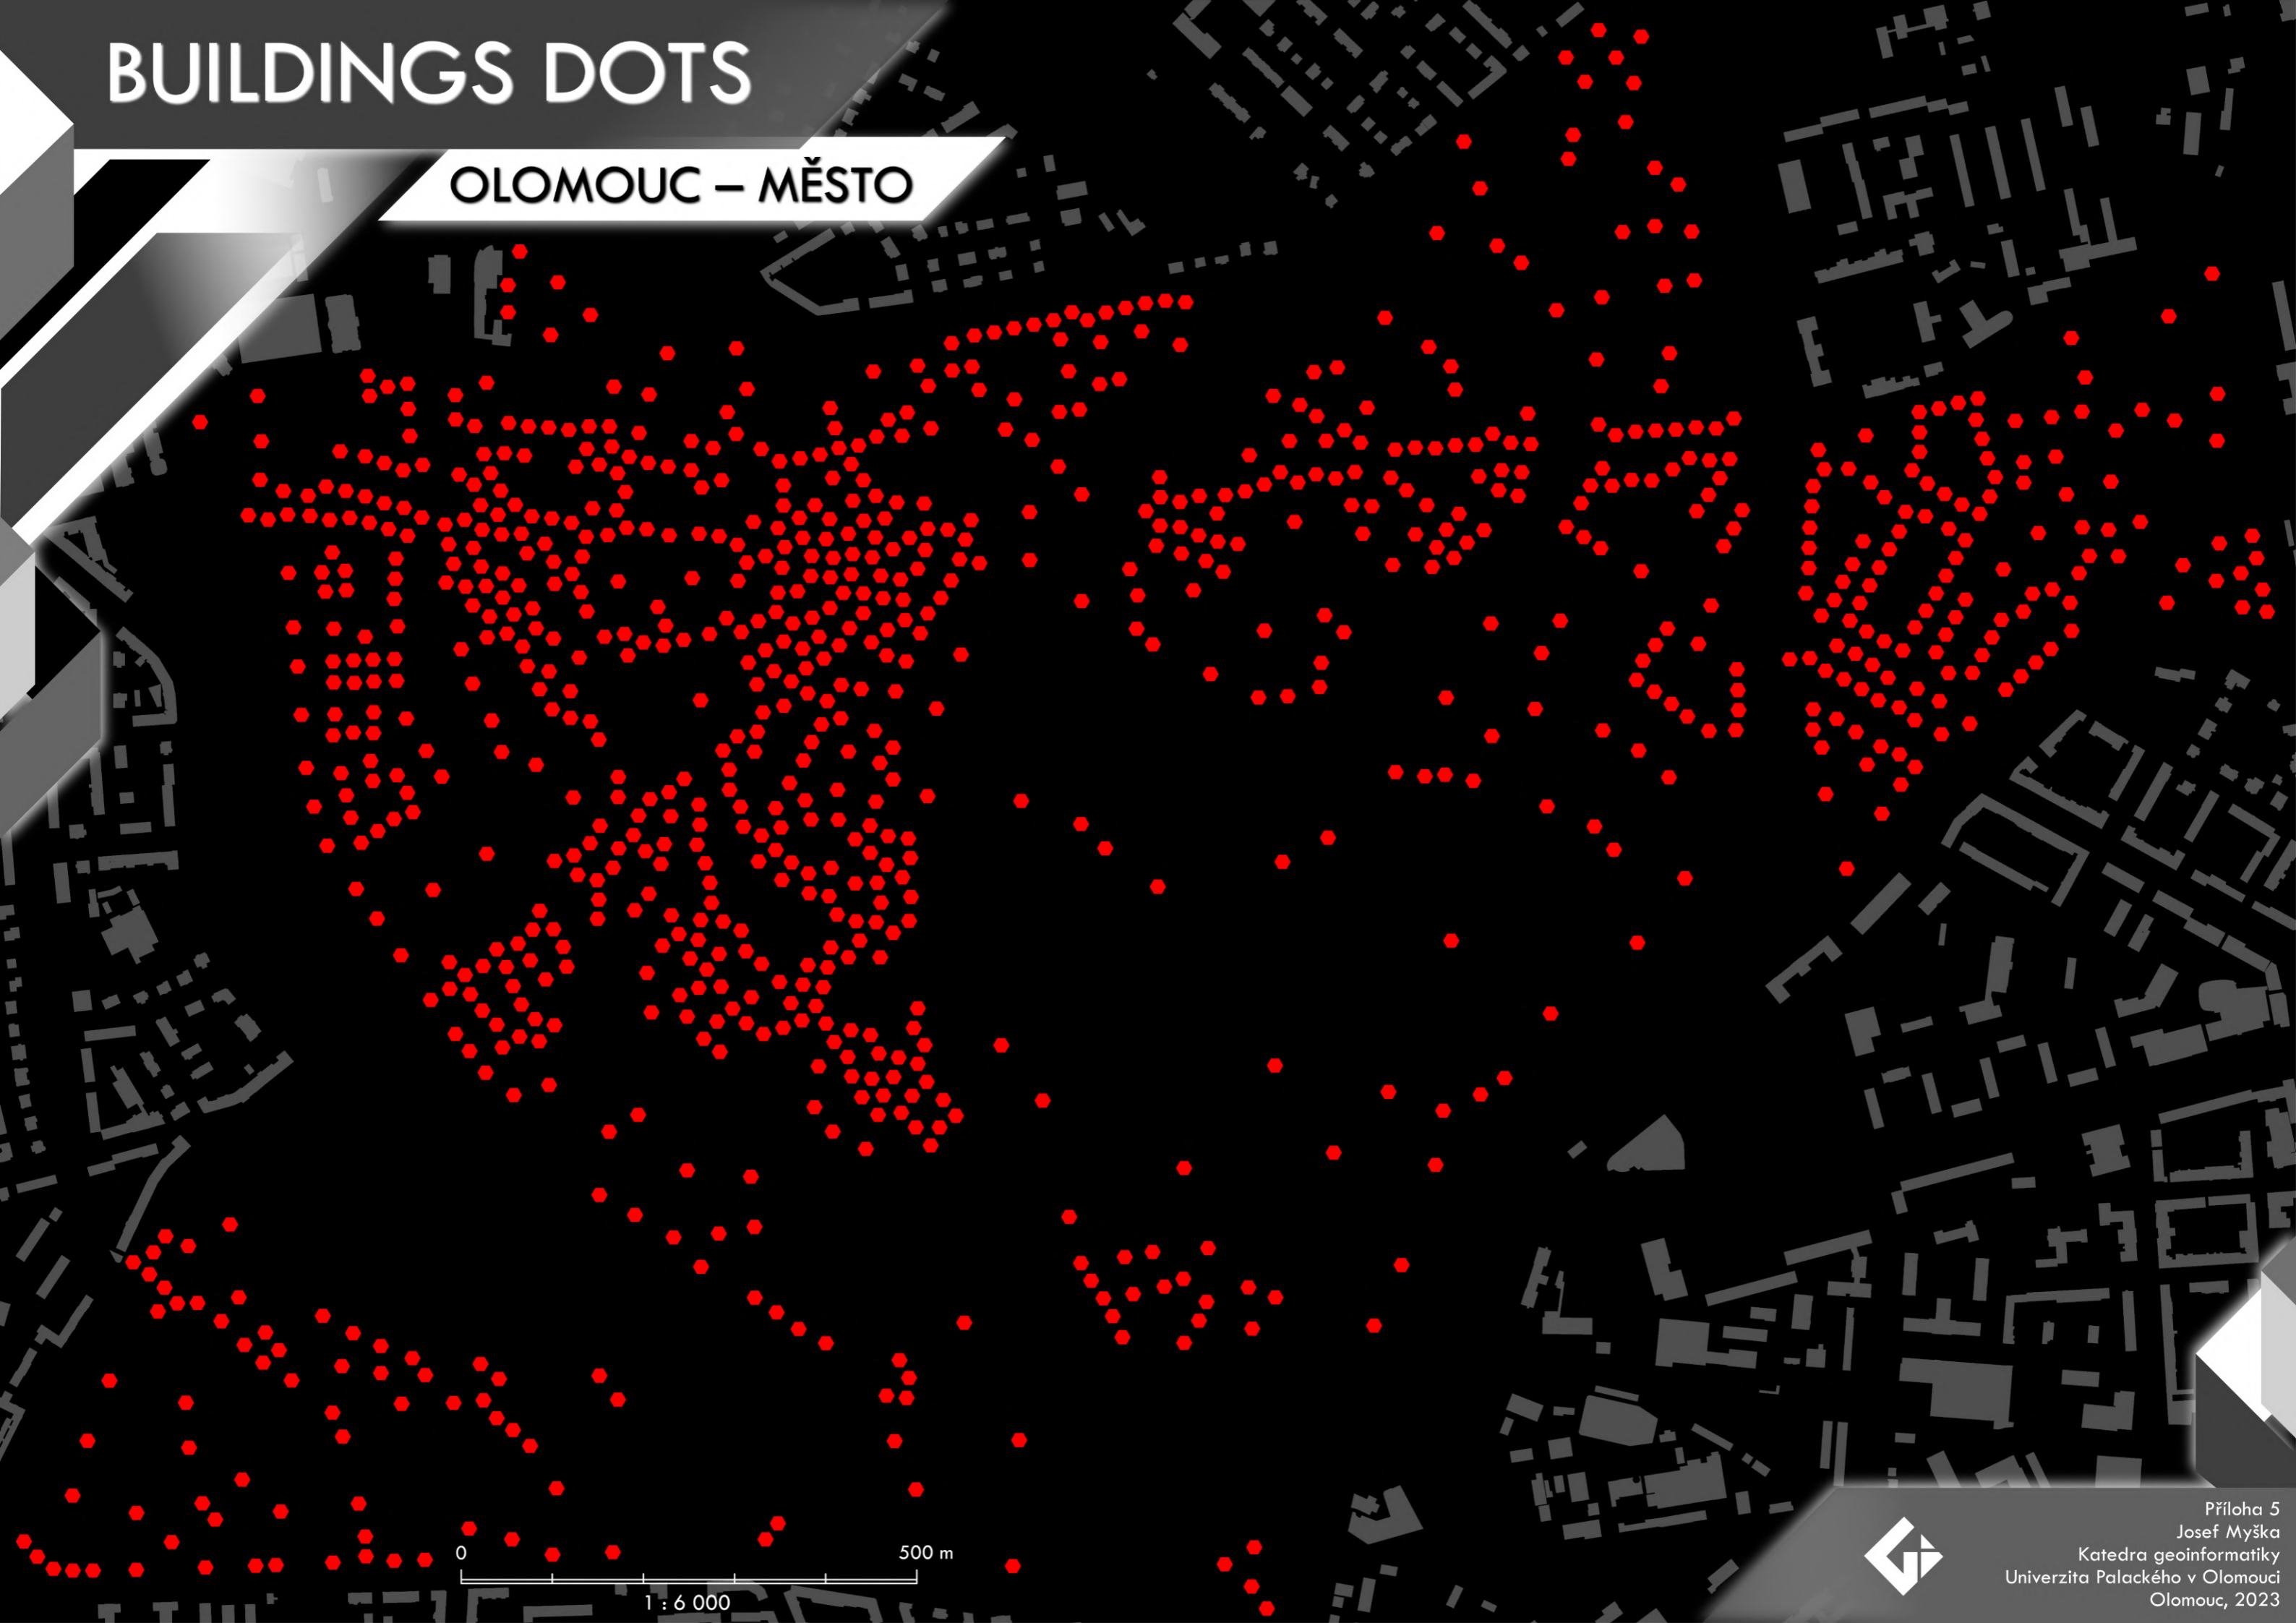 BUILDINGS DOTS
OLOMOUC – MĚSTO
0 500 m
1 : 6 000
Příloha 5
Josef Myška
Katedra geoinformatiky
Univerzita Palackého v Olomouci
Olomouc, 2023